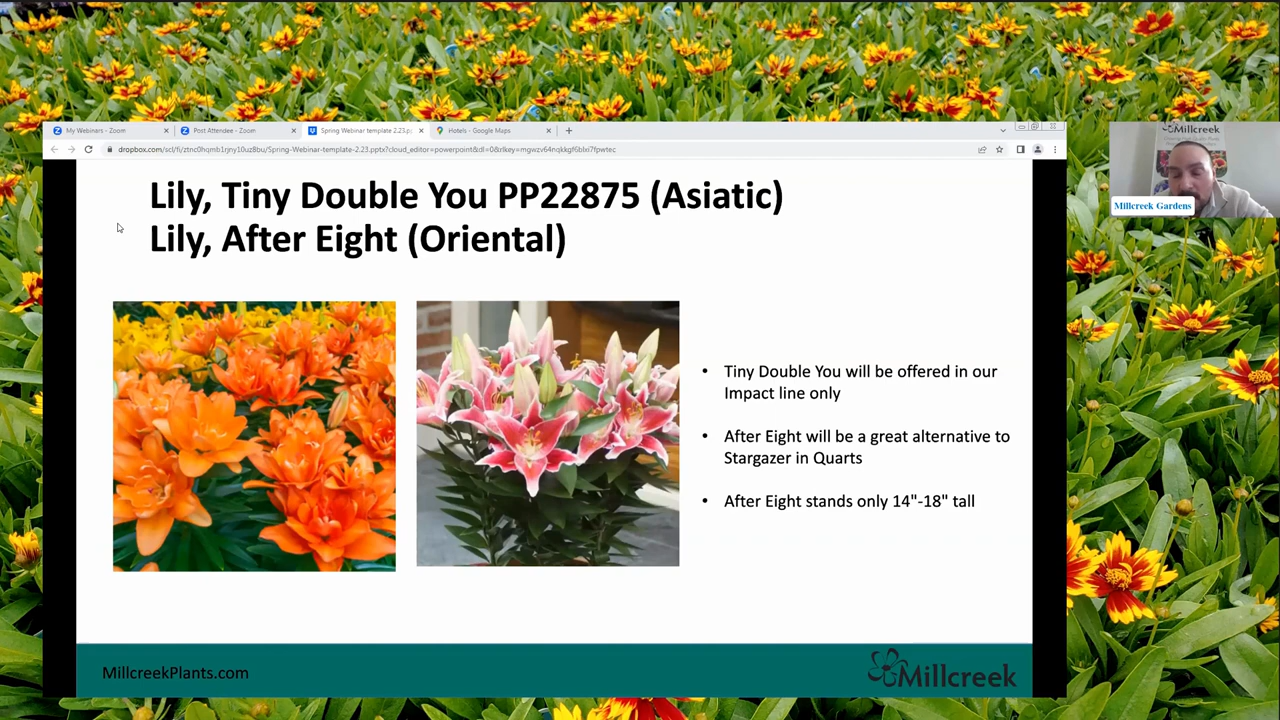 My Webinars - Zoom
Post Attendee - Zoom
Spring Webinar template 2.23.pp
Hotels - Google Maps
dropbox.com/scl/fi/ztnc0hqmb1rjny10uz8bu/Spring-Webinar-template-2.23.pptx?cloud_editor=powerpoint&dl=0&rlkey=mgwzv64nqkkgf6blxi7fpwtec
Lily, Tiny Double You PP22875 (Asiatic)
Lily, After Eight (Oriental)
Millcreek
Millcreek Gardens
• Tiny Double You will be offered in our
Impact line only
• After Eight will be a great alternative to
Stargazer in Quarts
• After Eight stands only 14"-18" tall
MillcreekPlants.com
Millcreek